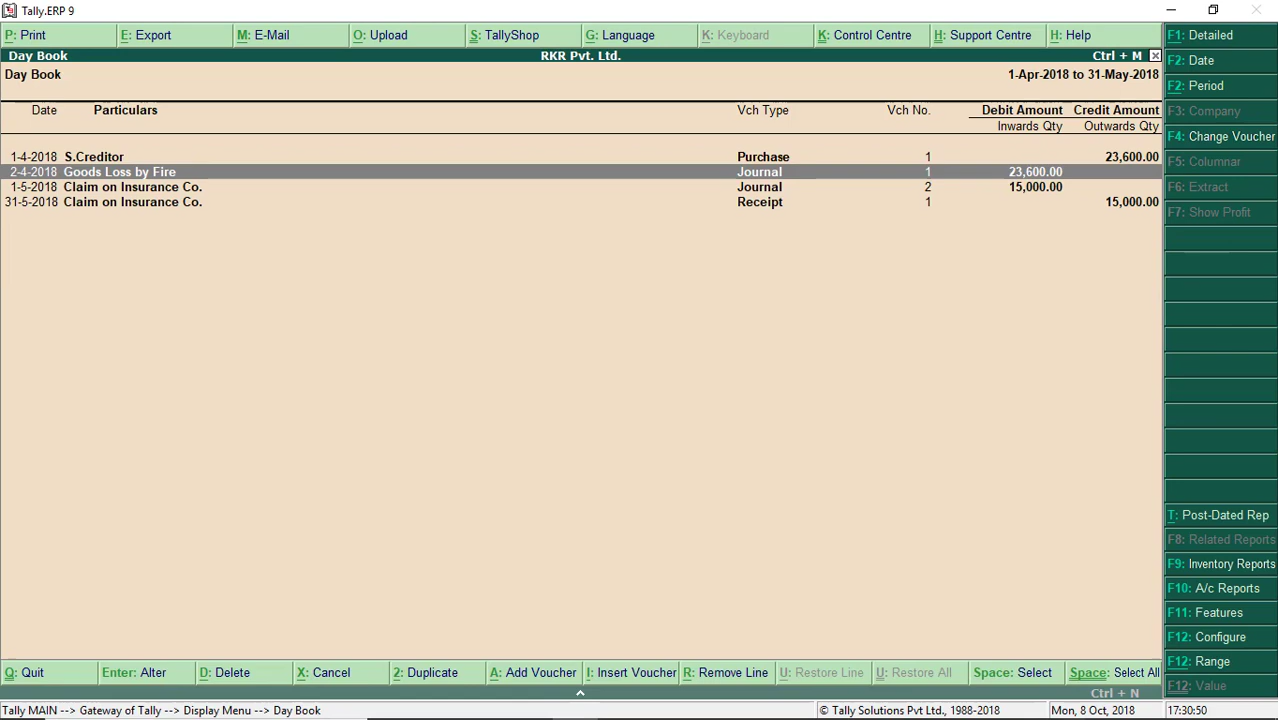 Tally.ERP 9
P: Print E: Export M: E-Mail O: Upload S: TallyShop G: Language K: Keyboard K: Control Centre H: Support Centre H: Help
Day Book RKR Pvt. Ltd. Ctrl + M
Day Book
1-Apr-2018 to 31-May-2018
Date Particulars Vch Type Vch No. Debit Amount Credit Amount
Inwards Qty Outwards Qty
1-4-2018 S.Creditor Purchase 1 23,600.00
2-4-2018 Goods Loss by Fire Journal 1 23,600.00
1-5-2018 Claim on Insurance Co. Journal 2 15,000.00
31-5-2018 Claim on Insurance Co. Receipt 1 15,000.00
F1: Detailed
F2: Date
F2: Period
F3: Company
F4: Change Voucher
F5: Columnar
F6: Extract
F7: Show Profit
T: Post-Dated Rep
F8: Related Reports
F9: Inventory Reports
F10: A/c Reports
F11: Features
F12: Configure
F12: Range
F12: Value
Q: Quit Enter: Alter D: Delete X: Cancel 2: Duplicate A: Add Voucher I: Insert Voucher R: Remove Line U: Restore Line U: Restore All Space: Select Space: Select All
Ctrl + N
Tally MAIN --> Gateway of Tally --> Display Menu --> Day Book © Tally Solutions Pvt Ltd., 1988-2018 Mon, 8 Oct, 2018 17:30:50